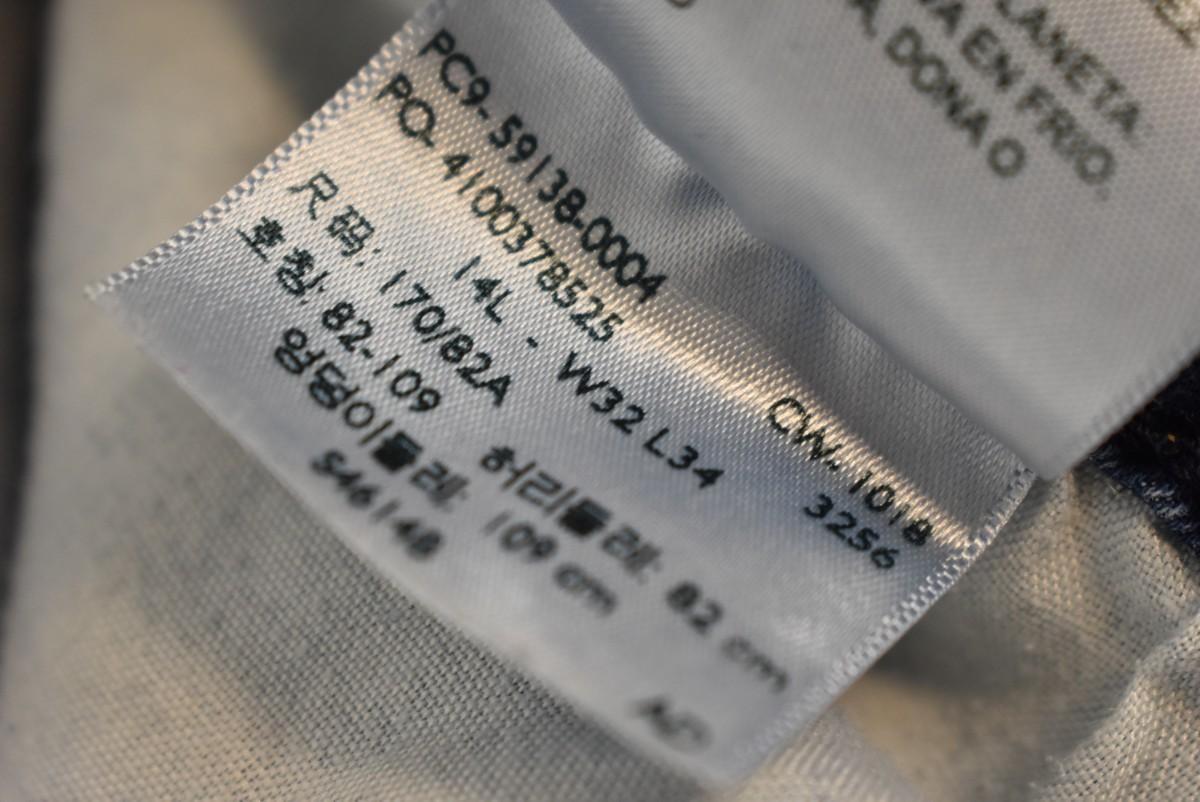 PC9-59138-0004
PO- 4100378525 CW- 1018
14L - W32 L34 3256
尺码: 170/82A
호칭: 82-109 허리둘레: 82 cm
엉덩이둘레: 109 cm
546148
LANETA.
A EN FRIO.
A, DONA O